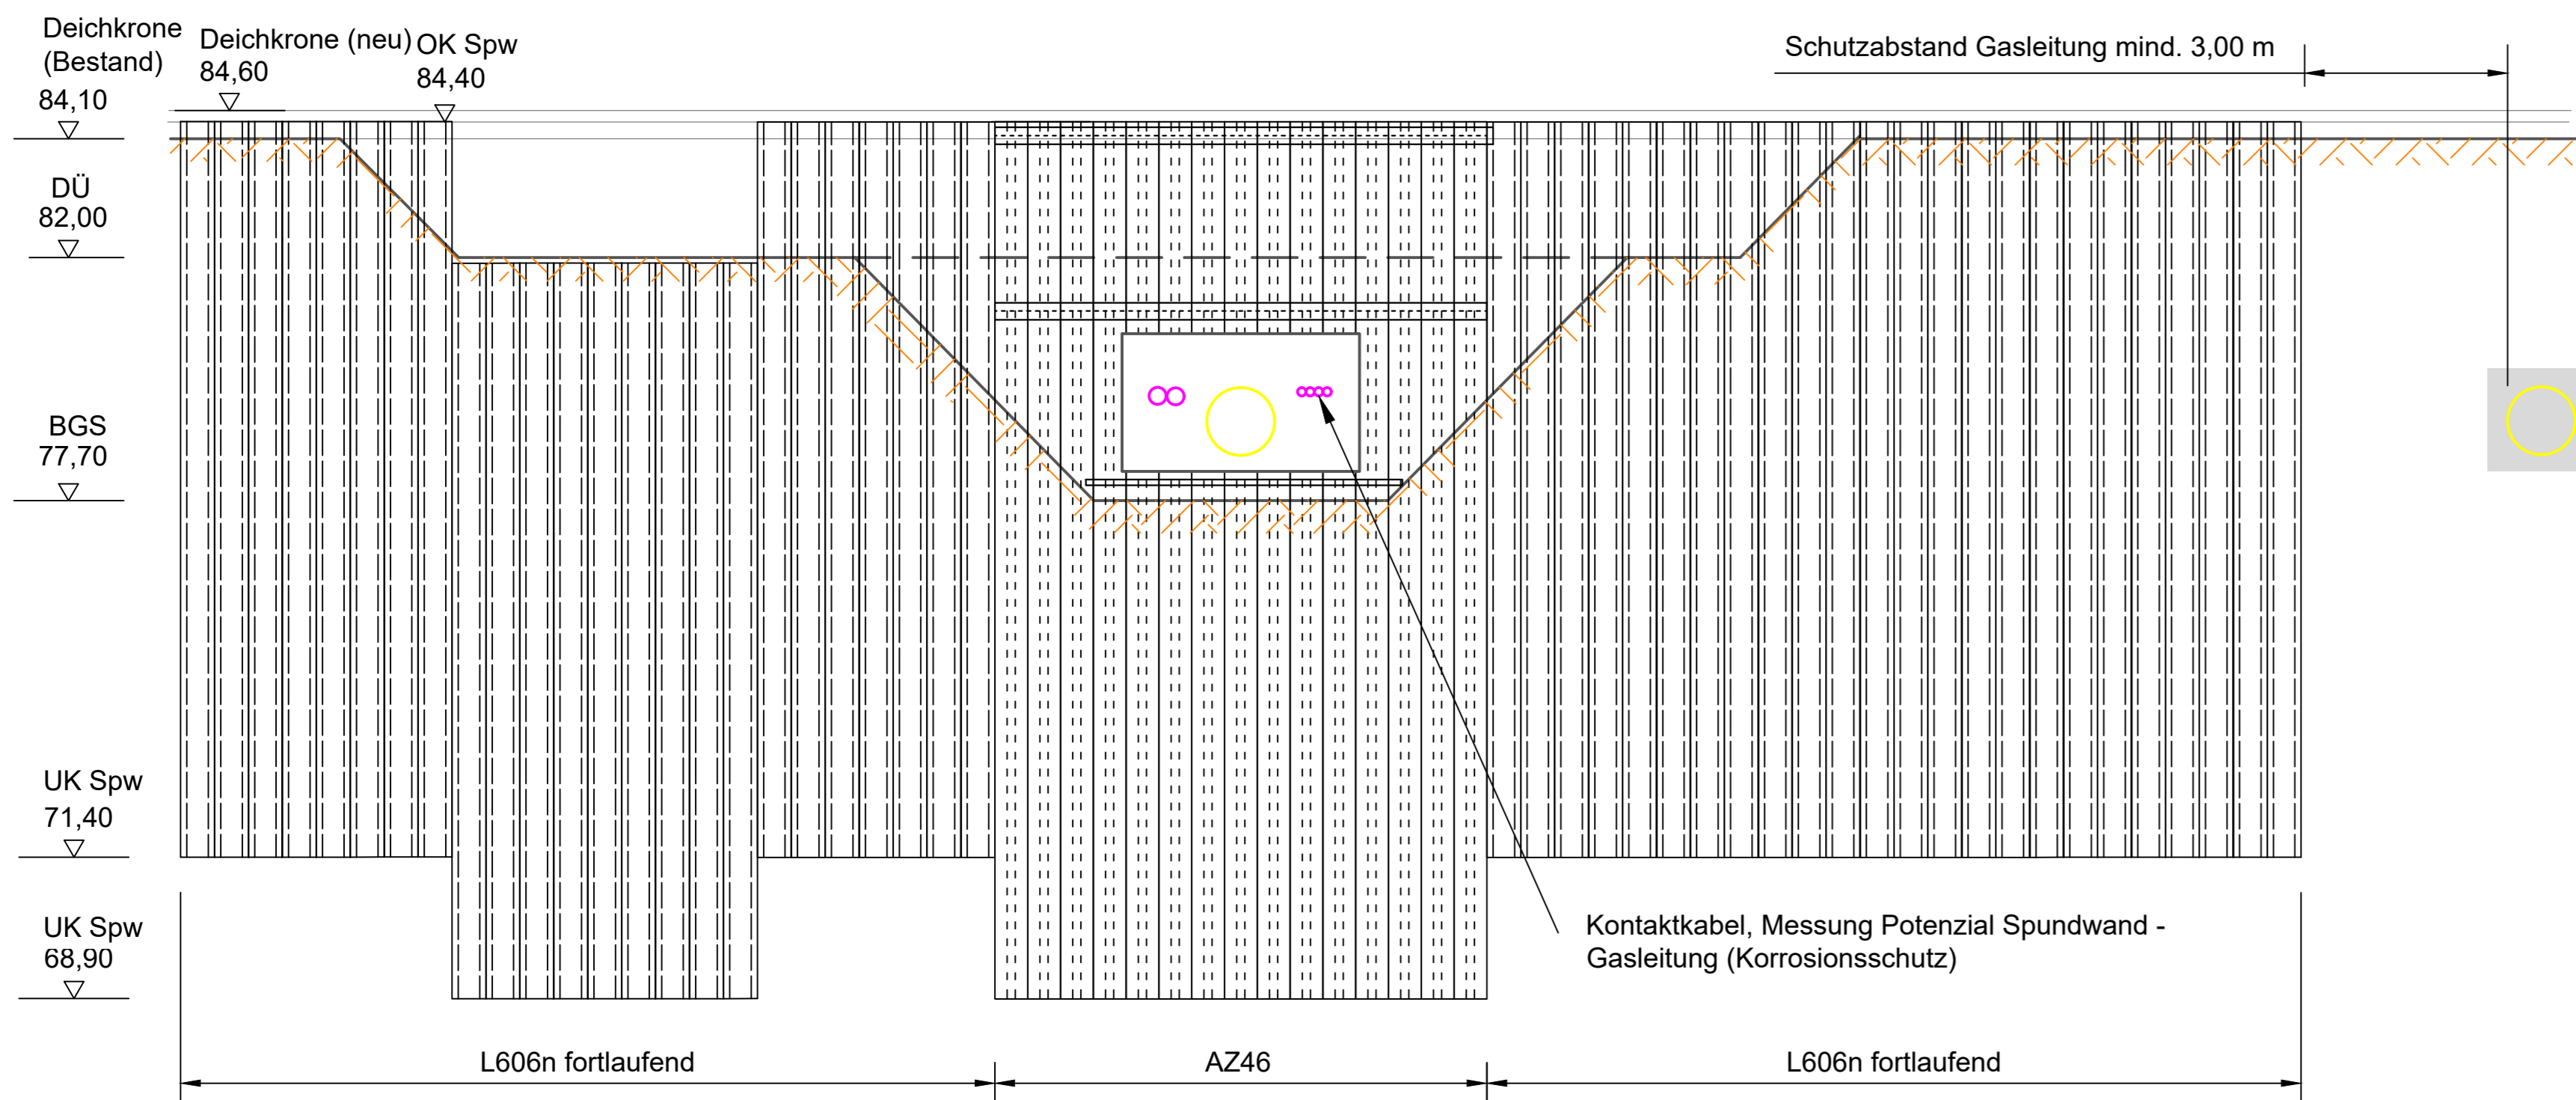 Deichkrone
(Bestand)
84,10
Deichkrone (neu)
84,60
OK Spw
84,40
Schutzabstand Gasleitung mind. 3,00 m
DÜ
82,00
BGS
77,70
UK Spw
71,40
UK Spw
68,90
Kontaktkabel, Messung Potenzial Spundwand -
Gasleitung (Korrosionsschutz)
L606n fortlaufend
AZ46
L606n fortlaufend